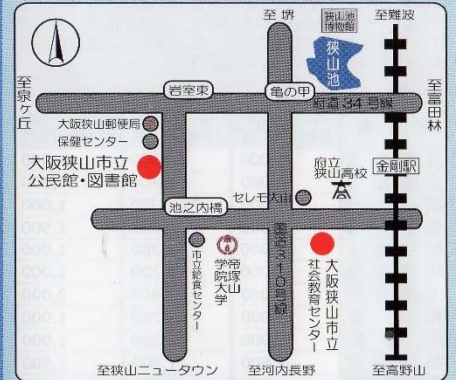 至 堺
狭山池
博物館
至難波
狭山池
至泉ヶ丘
岩室東
亀の甲
府道34号線
至富田林
大阪狭山郵便局
保健センター
大阪狭山市立
公民館・図書館
府立
狭山高校
金剛駅
セレモ大山
池之内橋
市立給食センター
帝塚山
学院大学
国道310号線
大阪狭山市立
社会教育センター
至狭山ニュータウン
至河内長野
至高野山